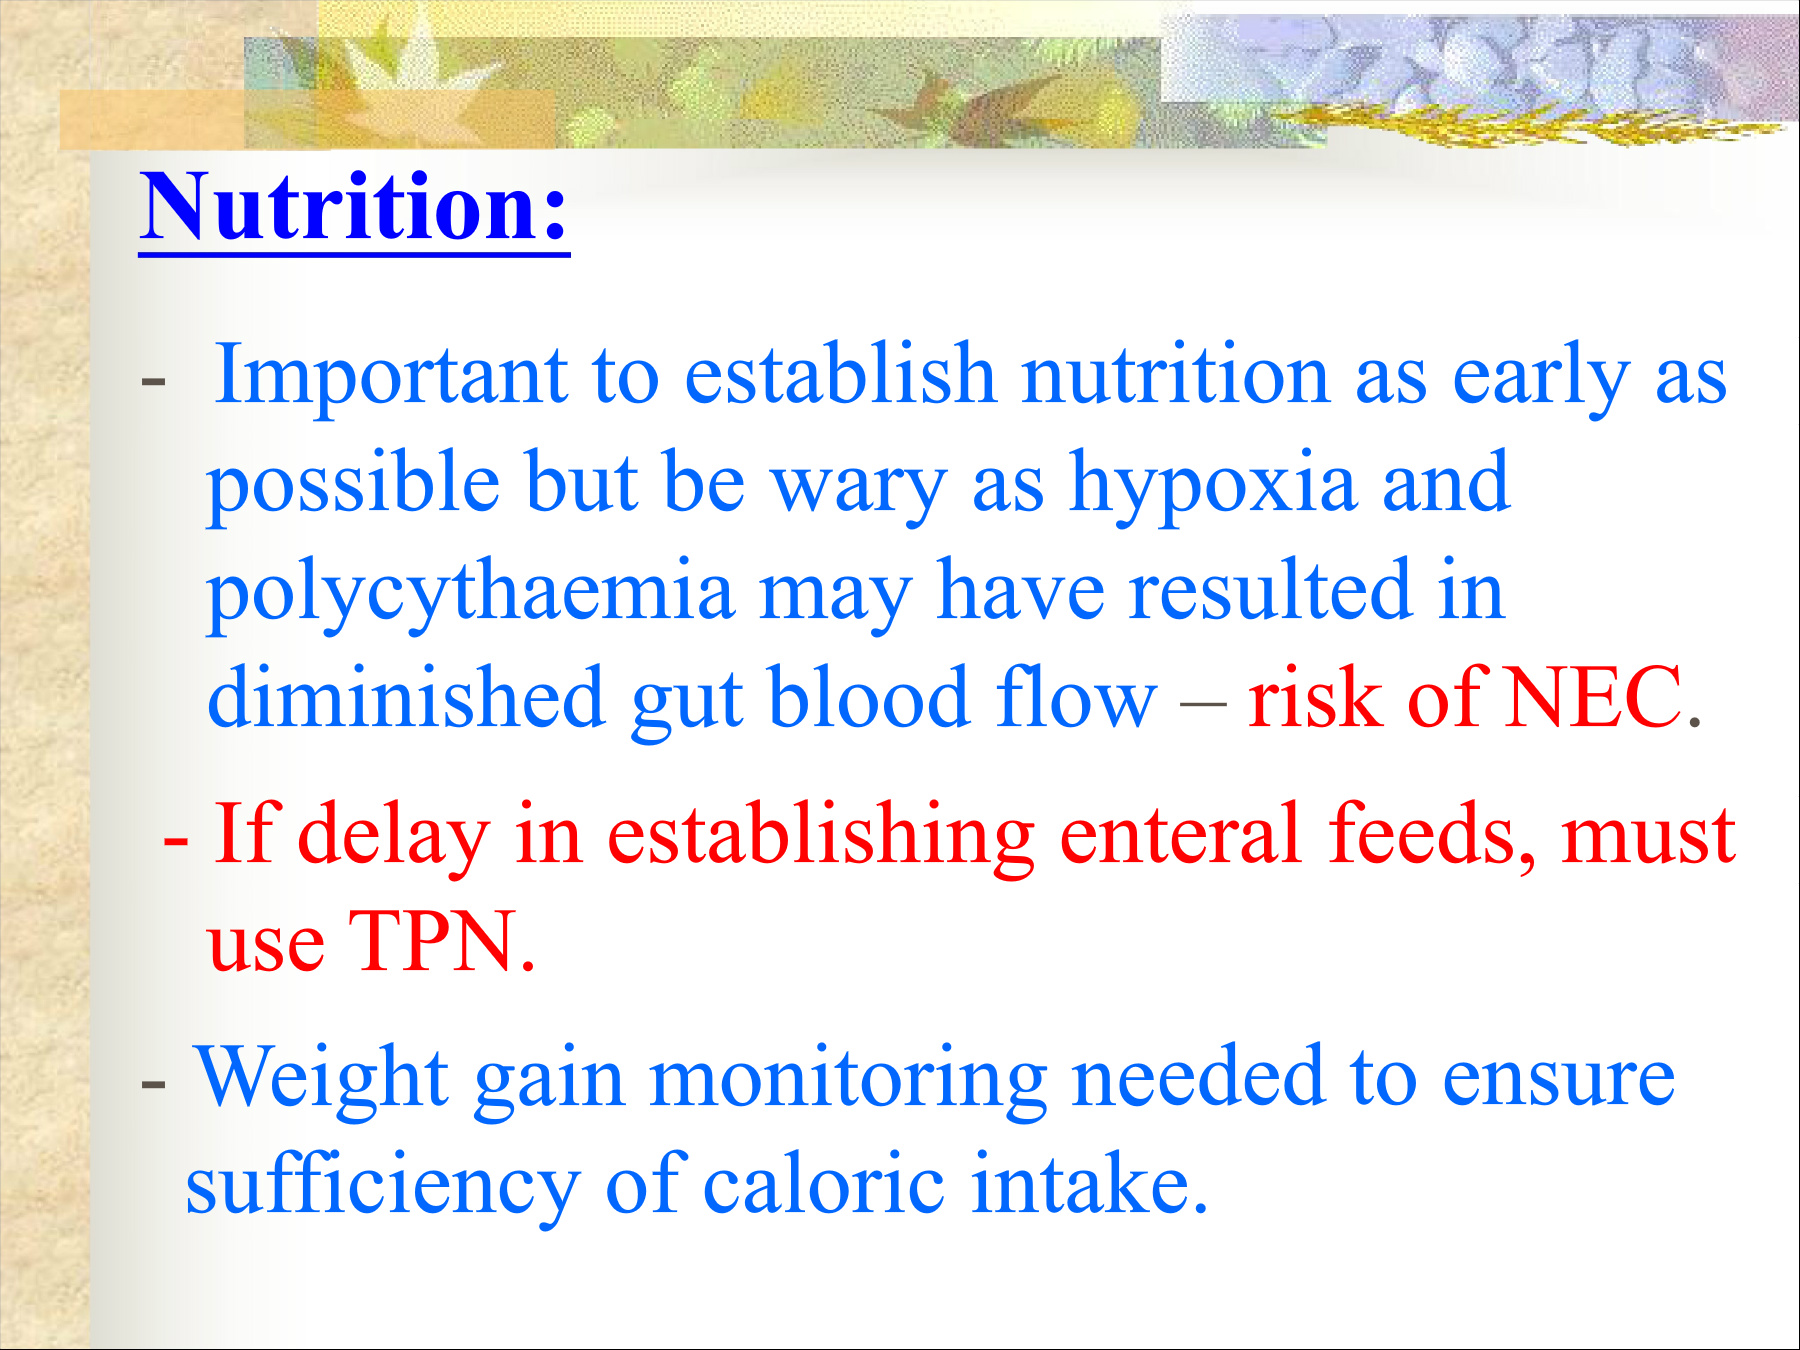 Nutrition:
- Important to establish nutrition as early as
possible but be wary as hypoxia and
polycythaemia may have resulted in
diminished gut blood flow – risk of NEC.
- If delay in establishing enteral feeds, must
use TPN.
- Weight gain monitoring needed to ensure
sufficiency of caloric intake.